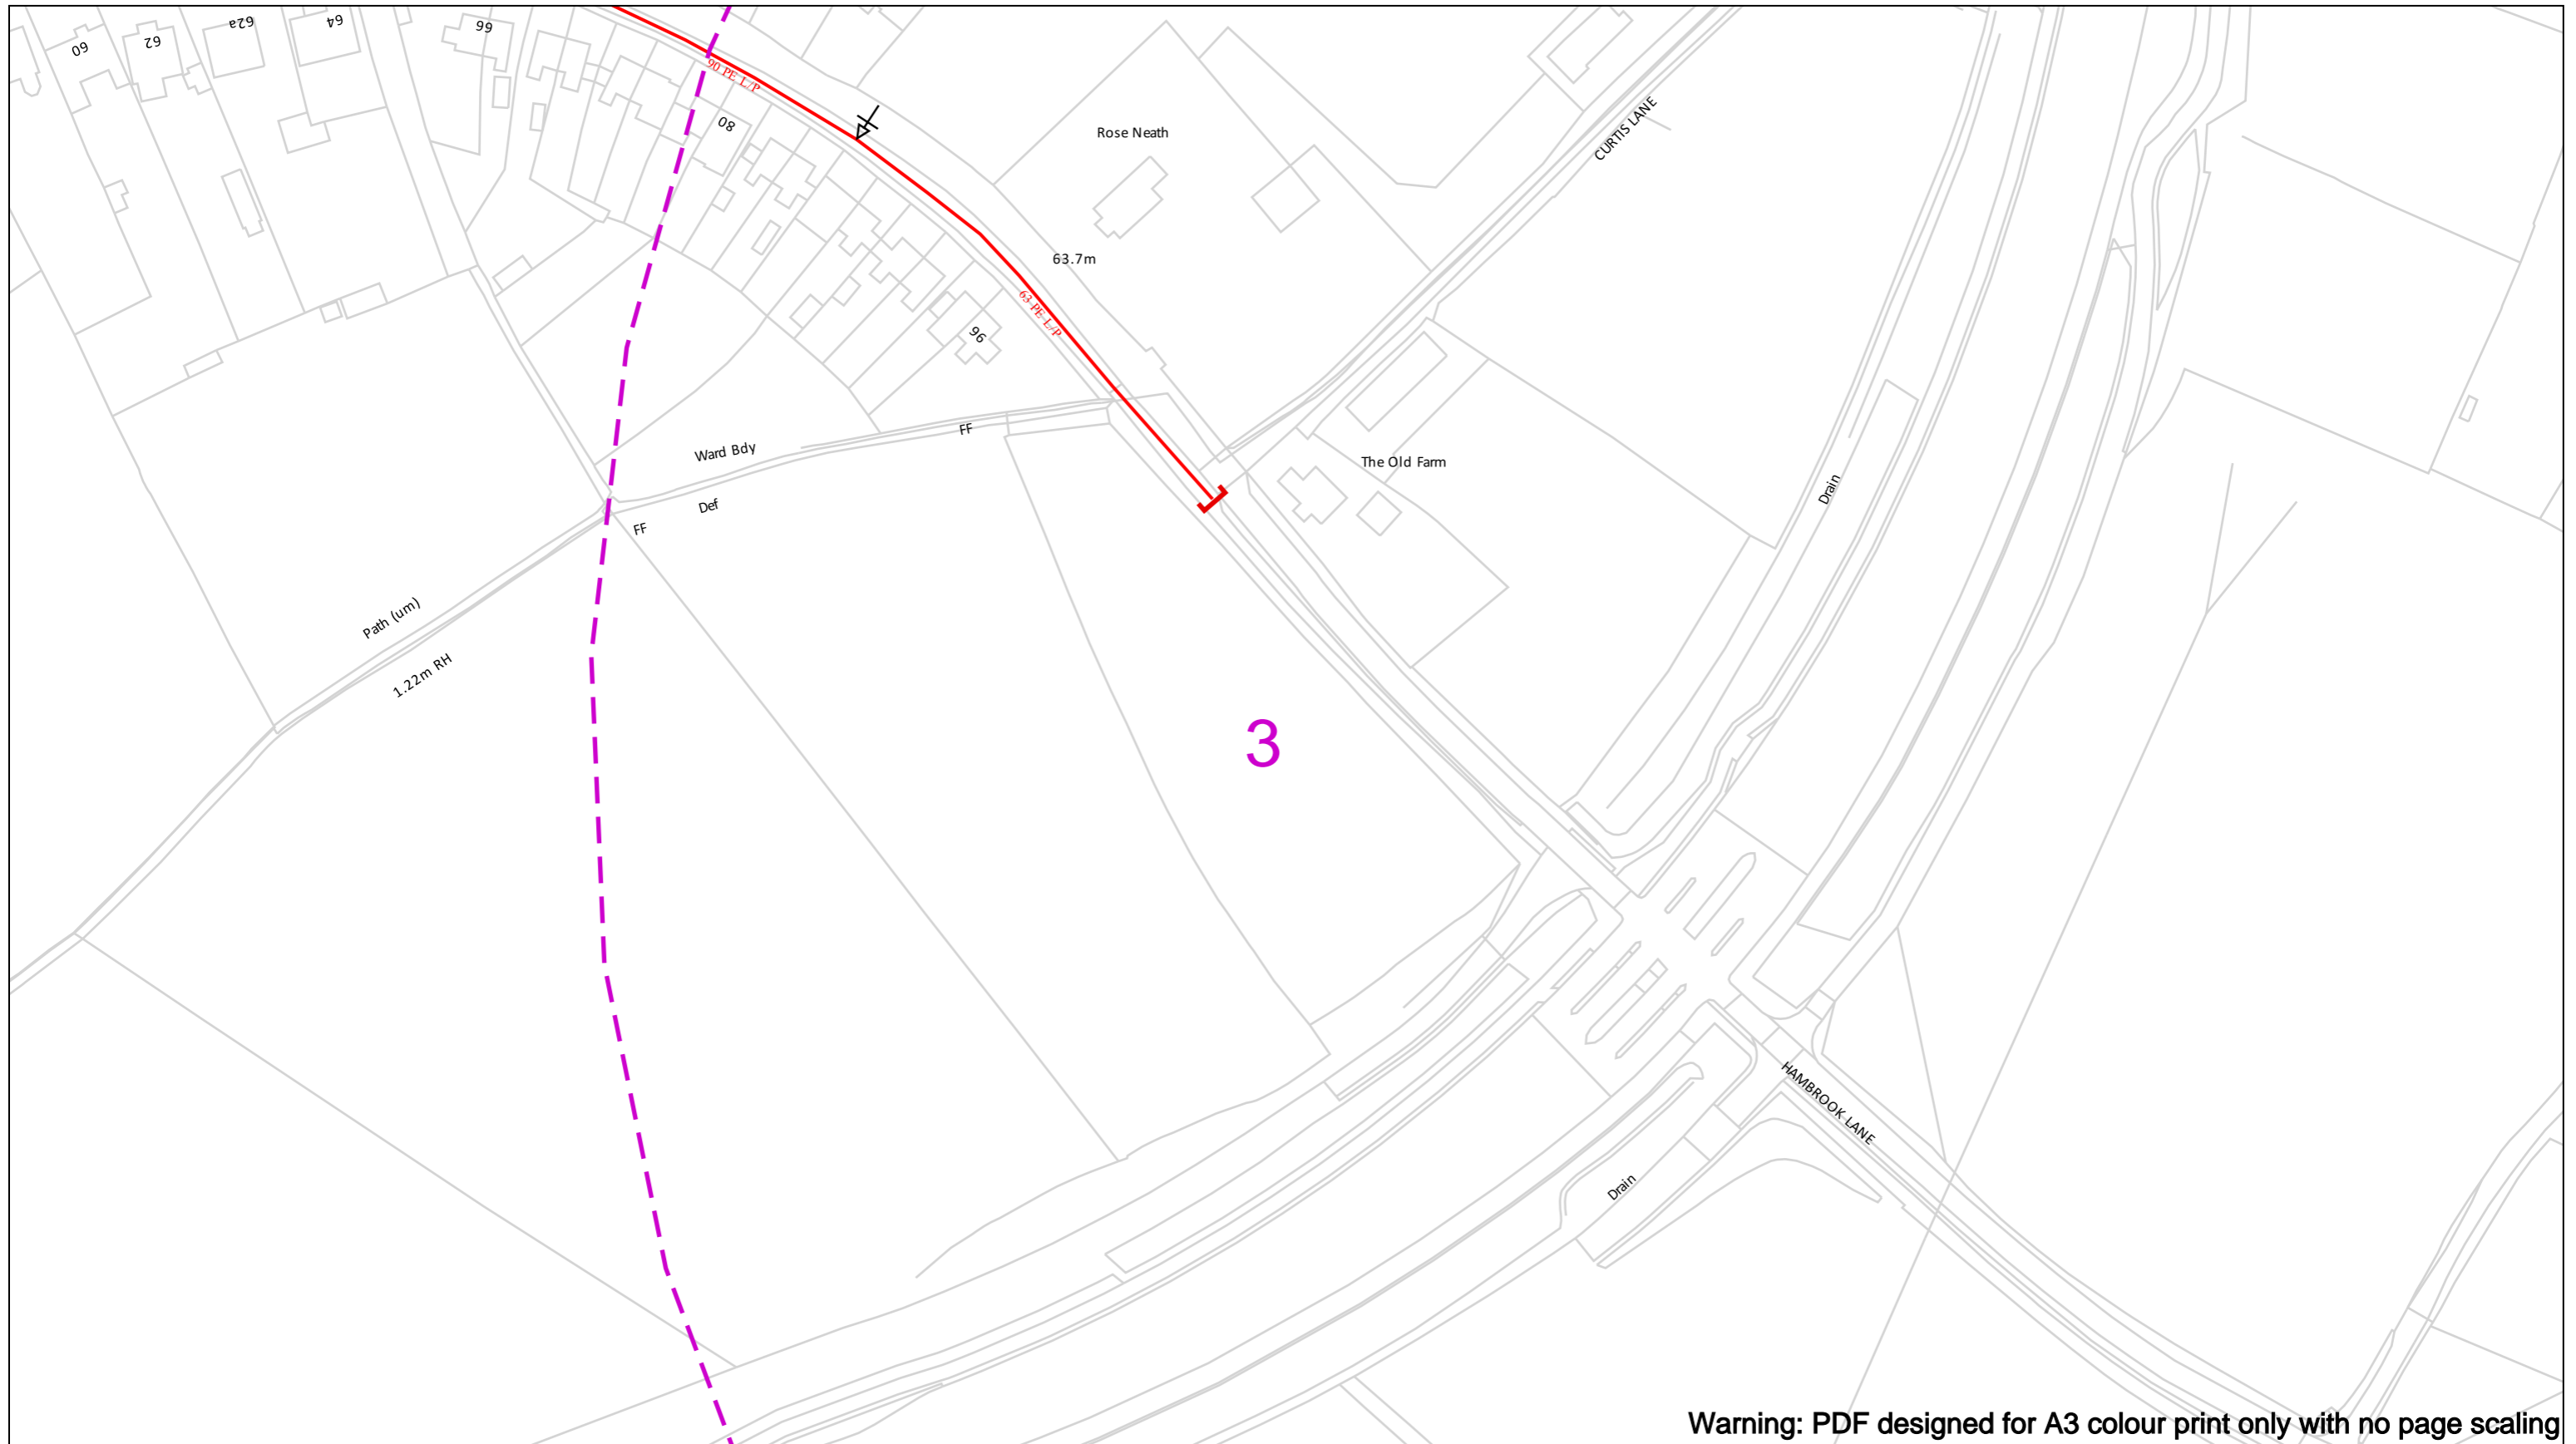 60
62
62a
64
66
90 PE L/P
80
Rose Neath
CURTIS LANE
63.7m
63 PE L/P
96
Ward Bdy
FF
The Old Farm
Drain
Def
FF
Path (um)
1.22m RH
3
HAMBROOK LANE
Drain
Warning: PDF designed for A3 colour print only with no page scaling